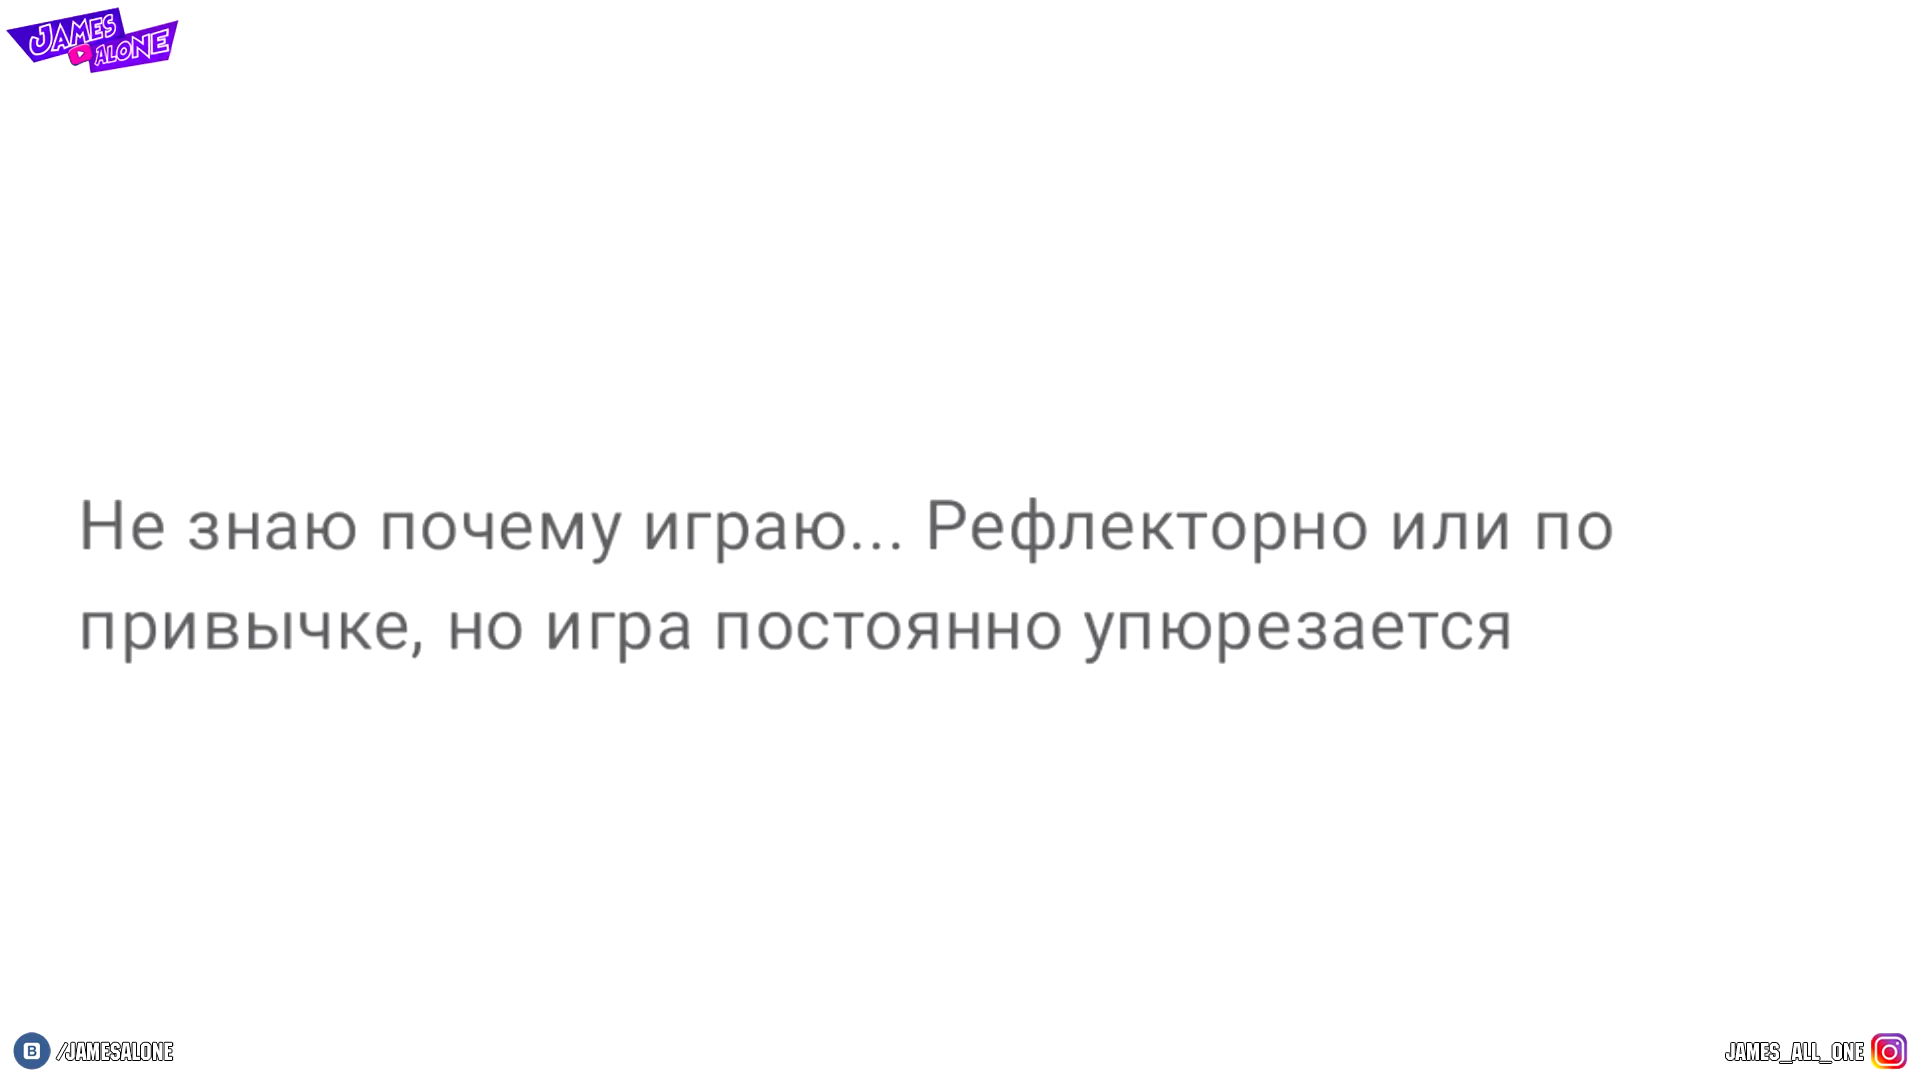 JAMES
ALONE
Не знаю почему играю... Рефлекторно или по
привычке, но игра постоянно упюрезается
/JAMESALONE
JAMES_ALL_ONE